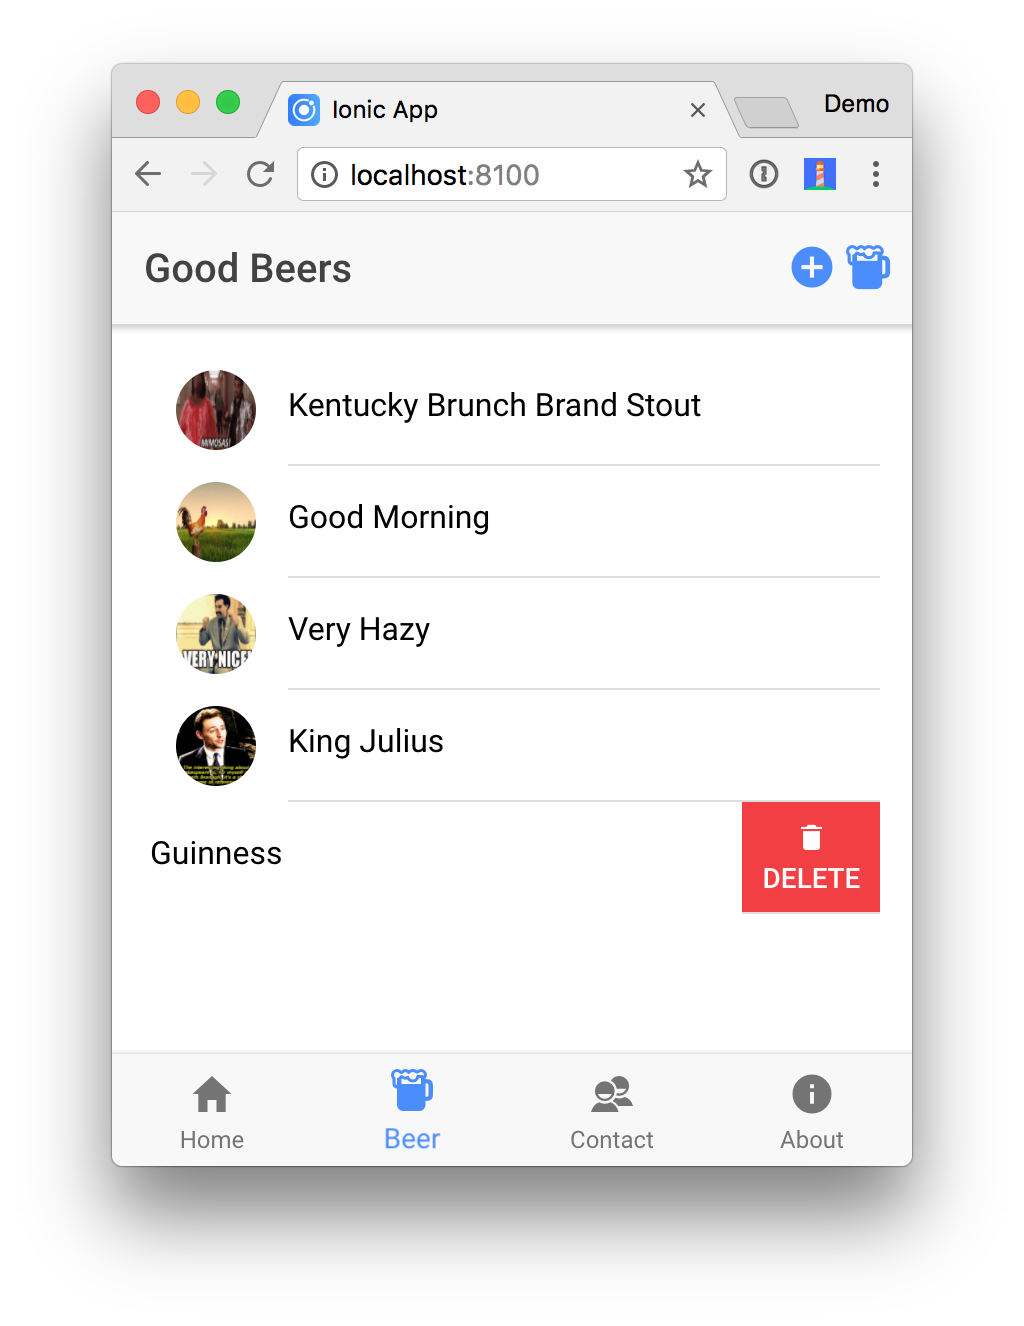 Ionic App
Demo
localhost:8100
Good Beers
MIMOSAS!
Kentucky Brunch Brand Stout
Good Morning
VERY NICE
Very Hazy
King Julius
Guinness
DELETE
Home
Beer
Contact
About